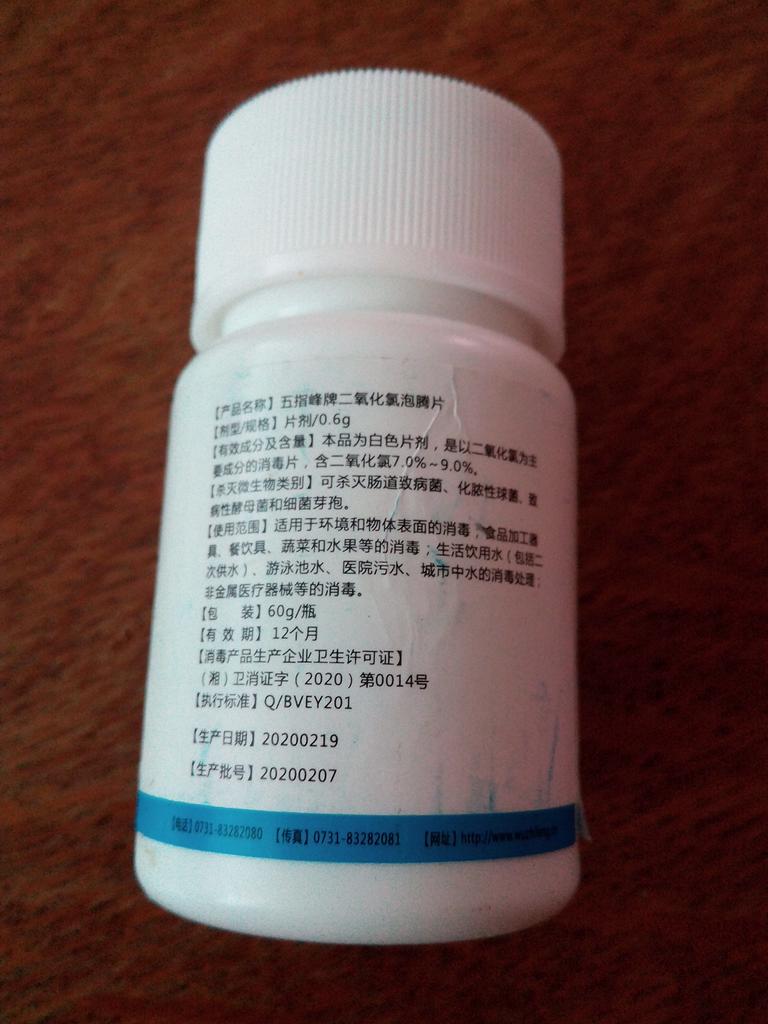 【产品名称】五指峰牌二氧化氯泡腾片
【剂型/规格】片剂/0.6g
【有效成分及含量】本品为白色片剂，是以二氧化氯为主
要成分的消毒片，含二氧化氯7.0%~9.0%。
【杀灭微生物类别】可杀灭肠道致病菌、化脓性球菌、致
病性酵母菌和细菌芽孢。
【使用范围】适用于环境和物体表面的消毒；食品加工器
具、餐饮具、蔬菜和水果等的消毒；生活饮用水（包括二
次供水）、游泳池水、医院污水、城市中水的消毒处理；
非金属医疗器械等的消毒。
【包 装】60g/瓶
【有 效 期】12个月
【消毒产品生产企业卫生许可证】
（湘）卫消证字（2020）第0014号
【执行标准】Q/BVEY201
【生产日期】20200219
【生产批号】20200207
【电话】0731-83282080 【传真】0731-83282081 【网址】http://www.wuzhifeng.cn